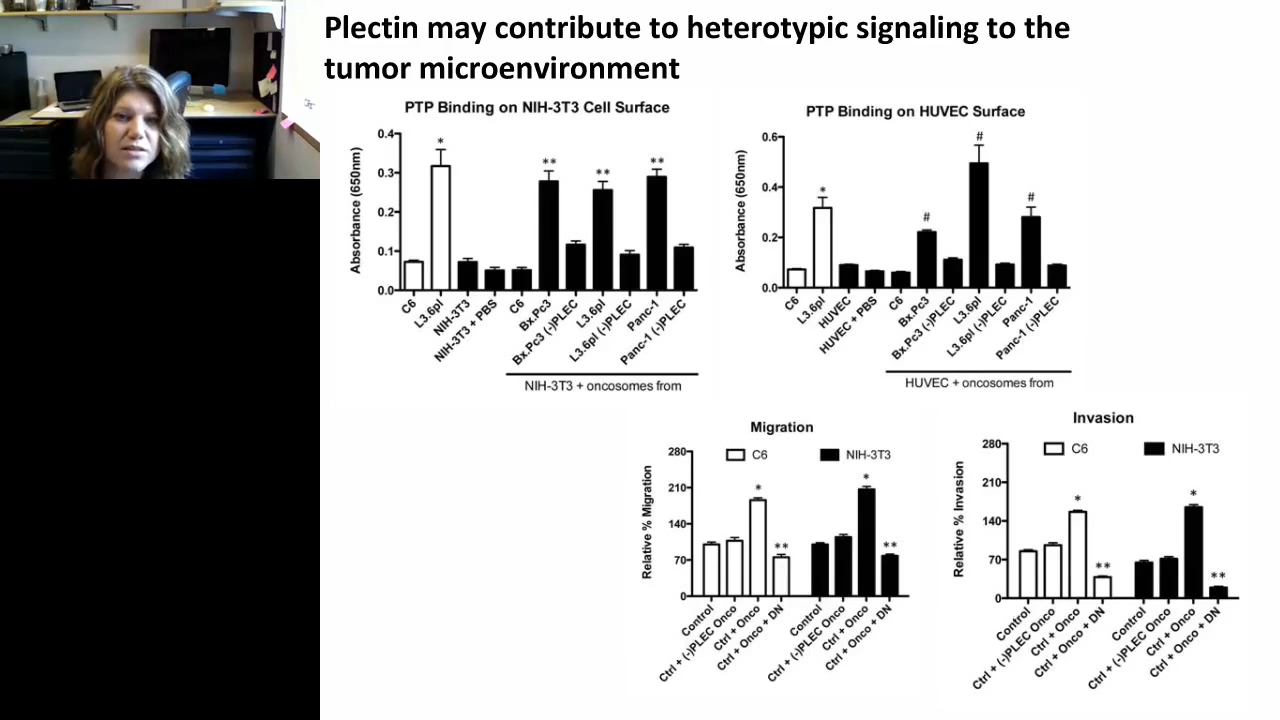 Plectin may contribute to heterotypic signaling to the
tumor microenvironment
PTP Binding on NIH-3T3 Cell Surface
Absorbance (650nm)
0.4
0.3
0.2
0.1
0.0
*
**
**
**
C6
L3.6pl
NIH-3T3
NIH-3T3 + PBS
C6
Bx.Pc3
Bx.Pc3 (-)PLEC
L3.6pl
L3.6pl (-)PLEC
Panc-1
Panc-1 (-)PLEC
NIH-3T3 + oncosomes from
PTP Binding on HUVEC Surface
Absorbance (650nm)
0.6
0.4
0.2
0.0
*
#
#
#
C6
L3.6pl
HUVEC
HUVEC + PBS
C6
Bx.Pc3
Bx.Pc3 (-)PLEC
L3.6pl
L3.6pl (-)PLEC
Panc-1
Panc-1 (-)PLEC
HUVEC + oncosomes from
Migration
C6
NIH-3T3
Relative % Migration
280
210
140
70
0
*
**
*
**
Control
Ctrl + (-)PLEC Onco
Ctrl + Onco
Ctrl + Onco + DN
Control
Ctrl + (-)PLEC Onco
Ctrl + Onco
Ctrl + Onco + DN
Invasion
C6
NIH-3T3
Relative % Invasion
280
210
140
70
0
*
**
*
**
Control
Ctrl + (-)PLEC Onco
Ctrl + Onco
Ctrl + Onco + DN
Control
Ctrl + (-)PLEC Onco
Ctrl + Onco
Ctrl + Onco + DN